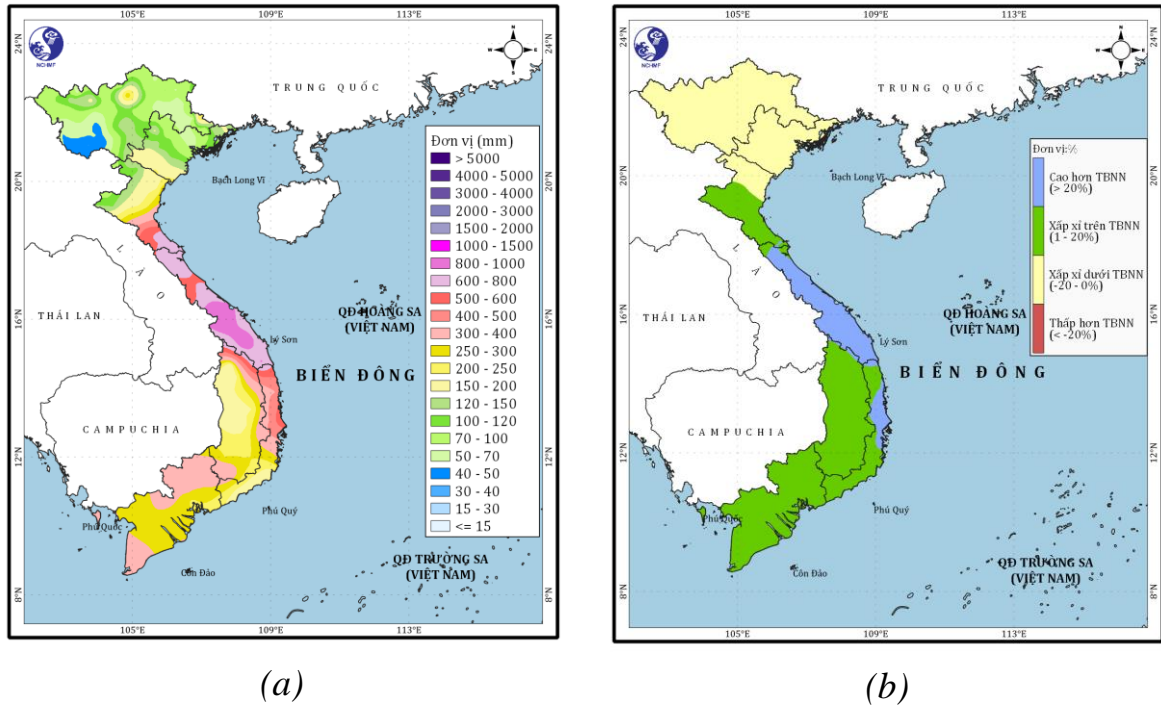 105°E 109°E 113°E
24°N
NCHMF
N
W E
S
TRUNG QUỐC
Đơn vị (mm)
> 5000
4000 - 5000
3000 - 4000
2000 - 3000
1500 - 2000
1000 - 1500
800 - 1000
600 - 800
500 - 600
400 - 500
300 - 400
250 - 300
200 - 250
150 - 200
120 - 150
100 - 120
70 - 100
50 - 70
40 - 50
30 - 40
15 - 30
<= 15
Bạch Long Vĩ
20°N
LÀO
THÁI LAN
QĐ HOÀNG SA
(VIỆT NAM)
16°N
Lý Sơn
BIỂN ĐÔNG
CAMPUCHIA
12°N
Phú Quốc
Phú Quý
Côn Đảo
QĐ TRƯỜNG SA
(VIỆT NAM)
8°N
105°E 109°E 113°E
(a)
105°E 109°E 113°E
24°N
NCHMF
N
W E
S
TRUNG QUỐC
Đơn vị:%
Cao hơn TBNN
(> 20%)
Xấp xỉ trên TBNN
(1 - 20%)
Xấp xỉ dưới TBNN
(-20 - 0%)
Thấp hơn TBNN
(< -20%)
Bạch Long Vĩ
20°N
LÀO
THÁI LAN
QĐ HOÀNG SA
(VIỆT NAM)
16°N
Lý Sơn
BIỂN ĐÔNG
CAMPUCHIA
12°N
Phú Quốc
Phú Quý
Côn Đảo
QĐ TRƯỜNG SA
(VIỆT NAM)
8°N
105°E 109°E 113°E
(b)